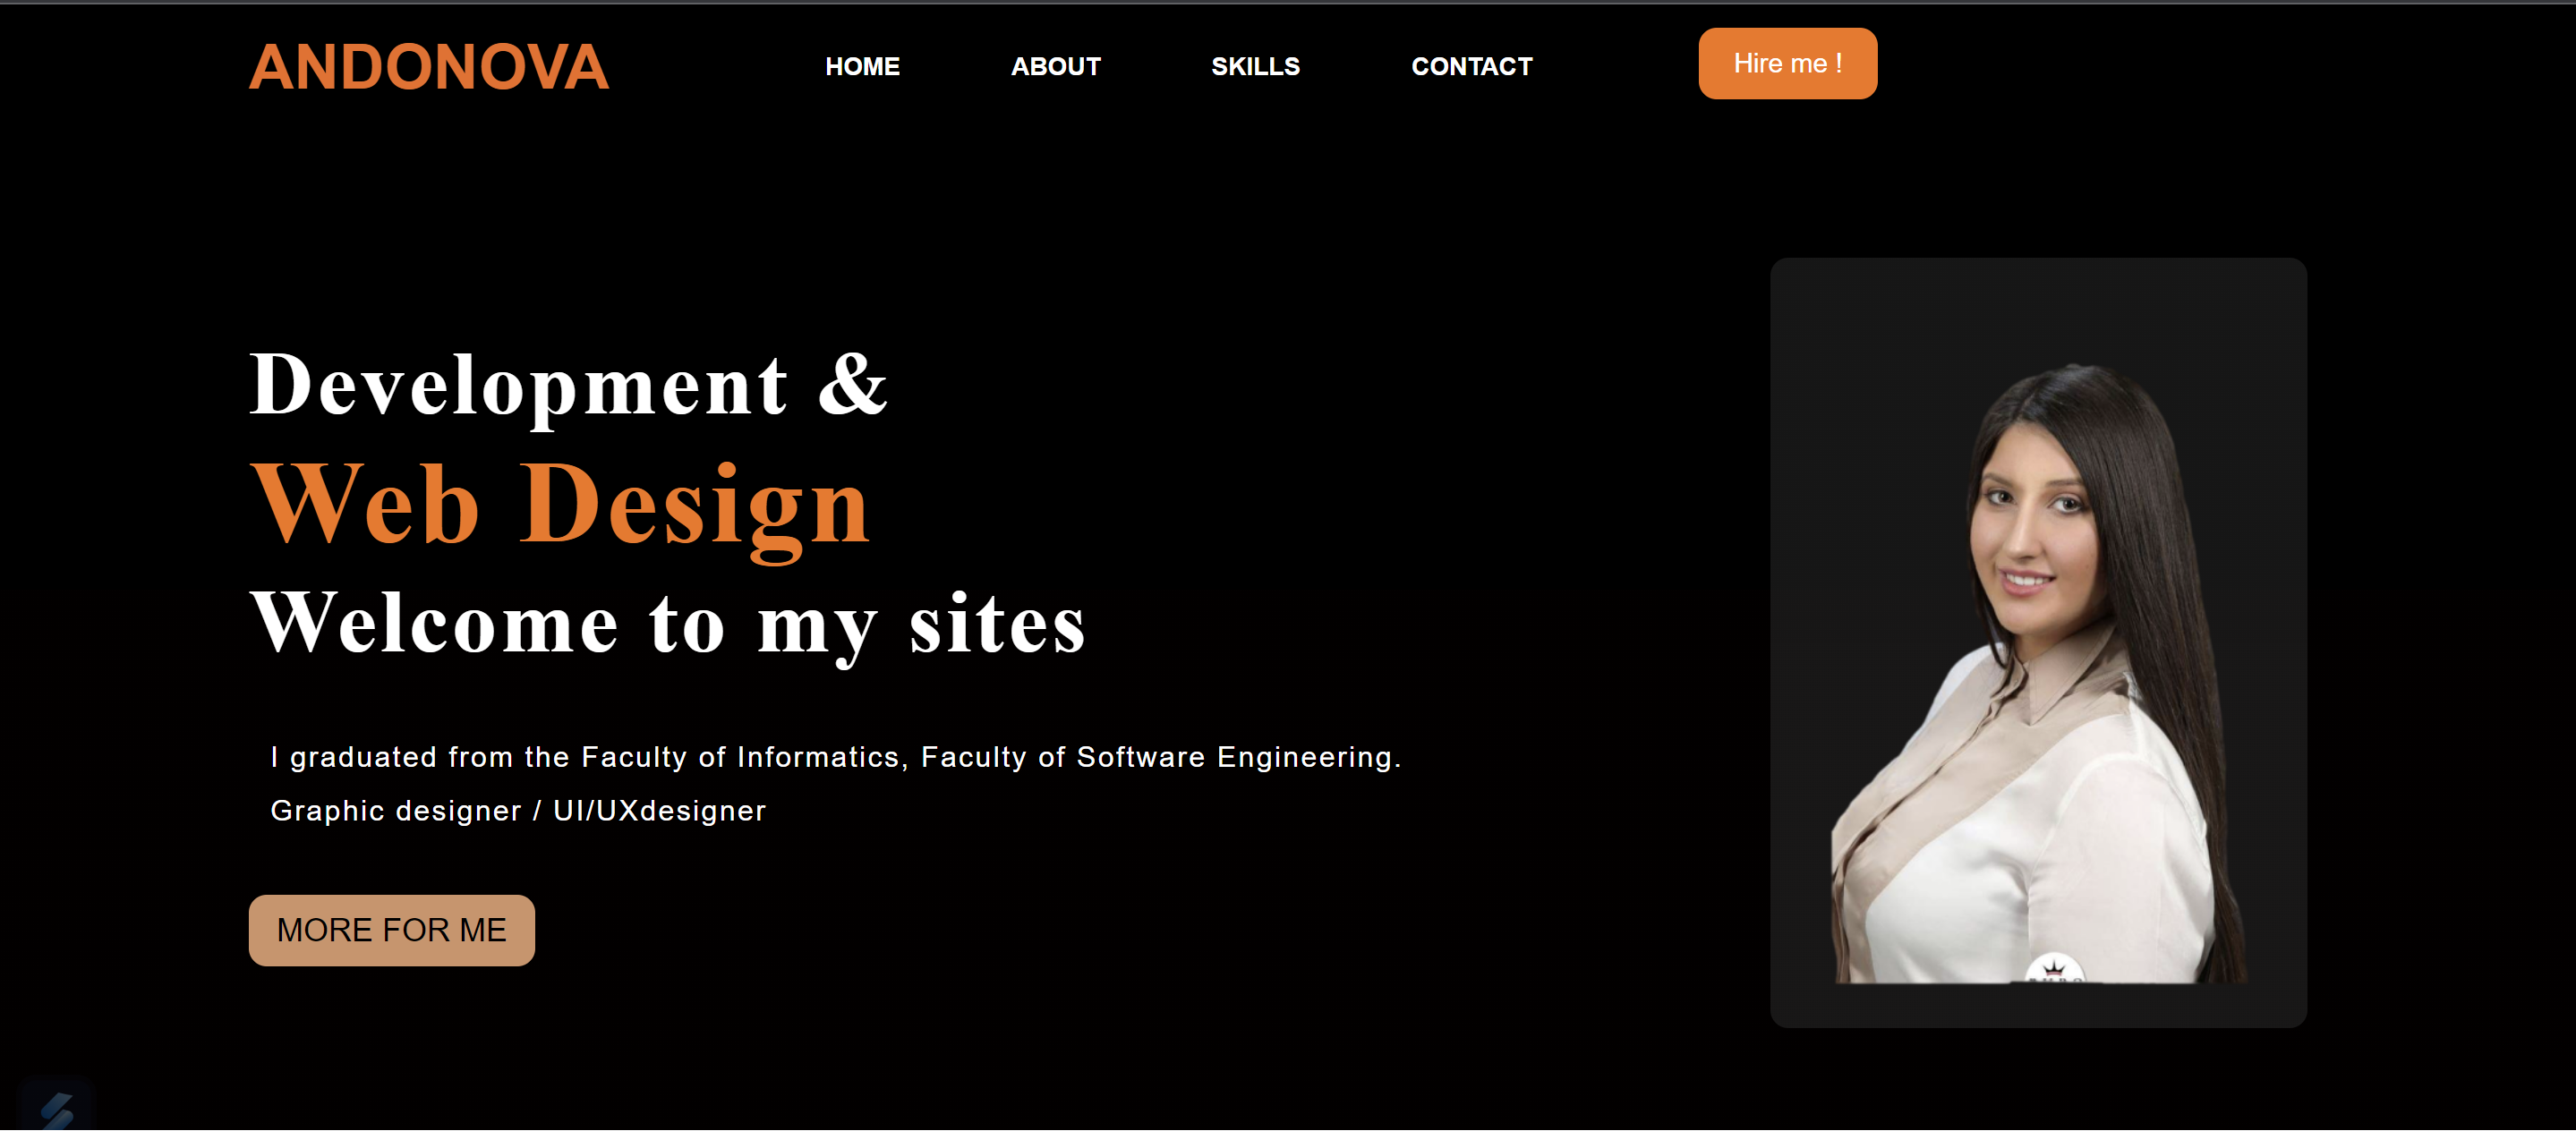 ANDONOVA
HOME ABOUT SKILLS CONTACT Hire me !
Development &
Web Design
Welcome to my sites
I graduated from the Faculty of Informatics, Faculty of Software Engineering.
Graphic designer / UI/UXdesigner
MORE FOR ME